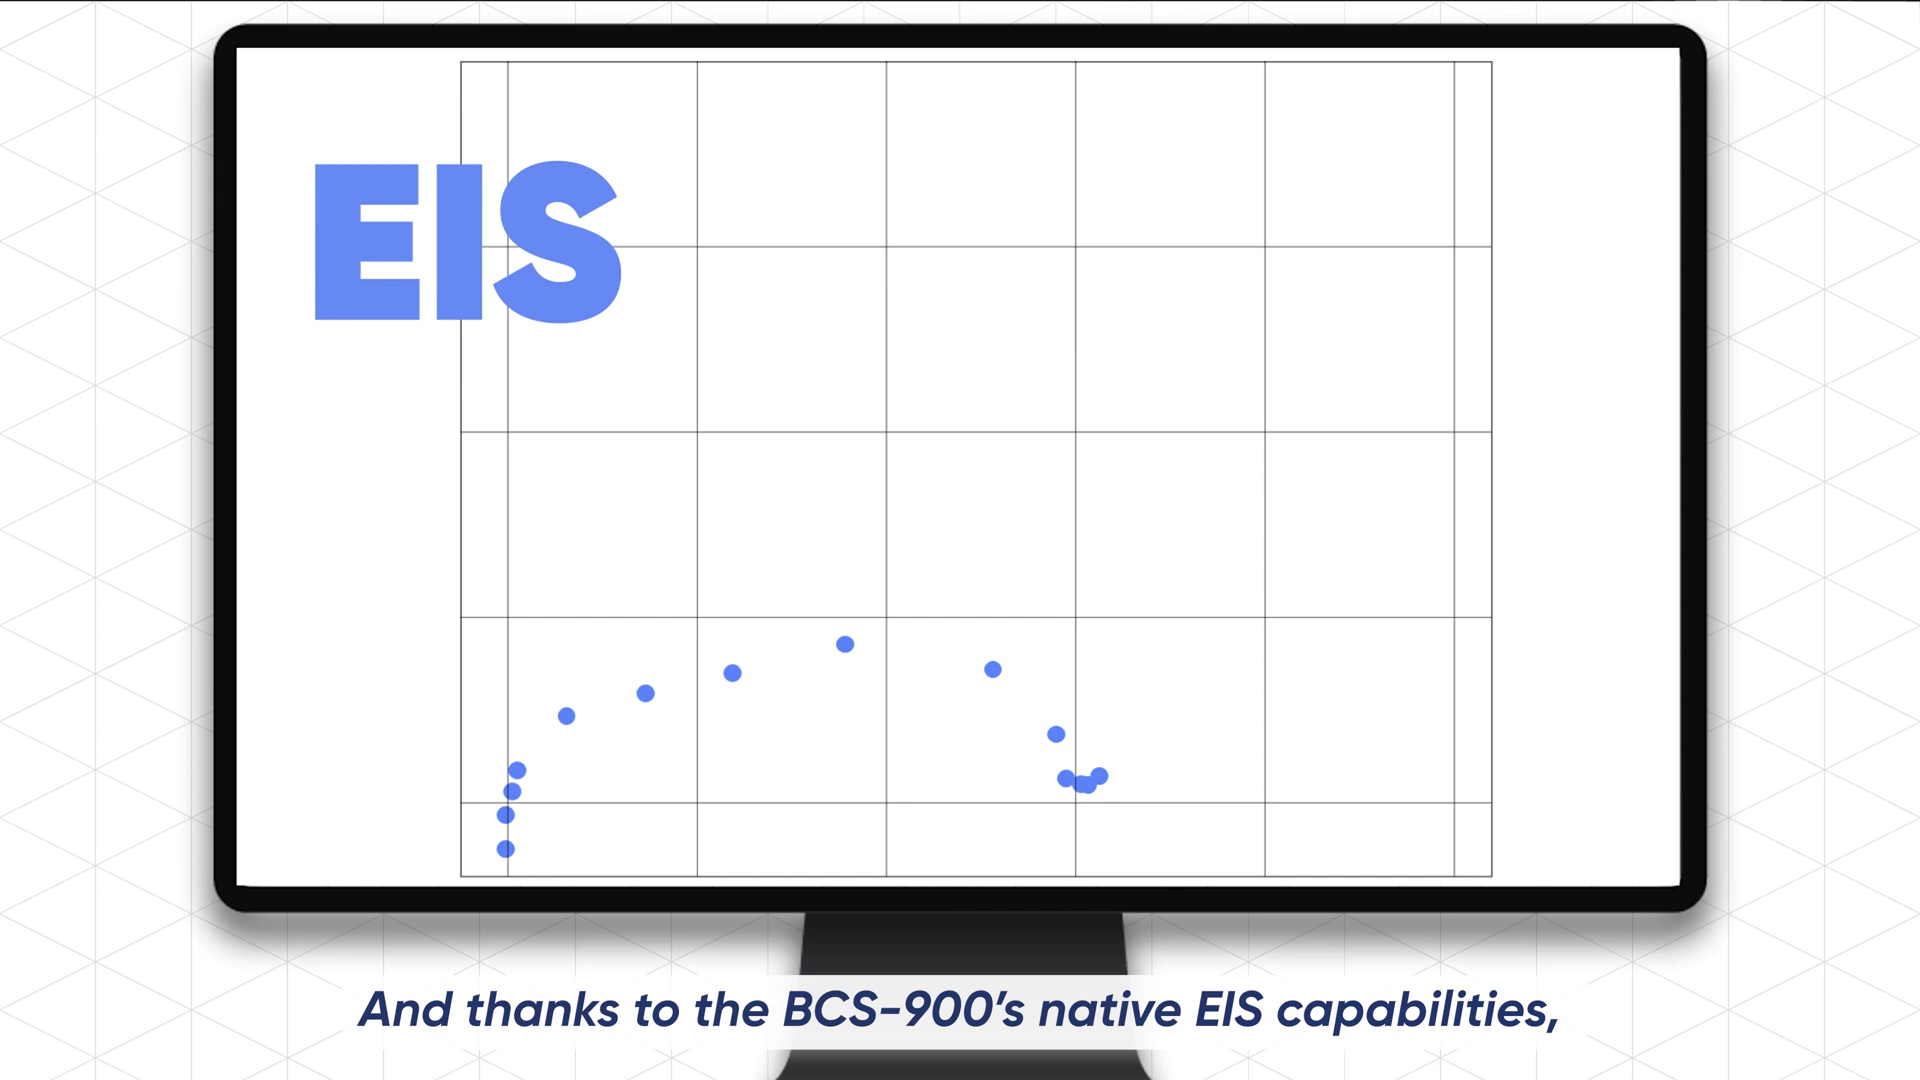 EIS
And thanks to the BCS-900’s native EIS capabilities,